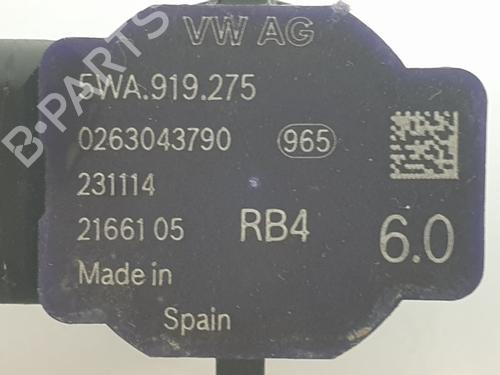 VW AG
5WA.919.275
0263043790 965
231114
2166105 RB4 6.0
Made in
Spain
B-PARTS